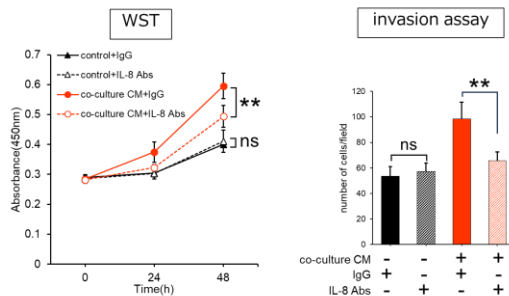 WST
invasion assay
control+IgG
control+IL-8 Abs
co-culture CM+IgG
co-culture CM+IL-8 Abs
Absorbance(450nm)
0.7
0.6
0.5
0.4
0.3
0.2
0.1
0
0
24
48
Time(h)
**
ns
number of cells/field
120
100
80
60
40
20
0
ns
**
co-culture CM - - + +
IgG + - + -
IL-8 Abs - + - +